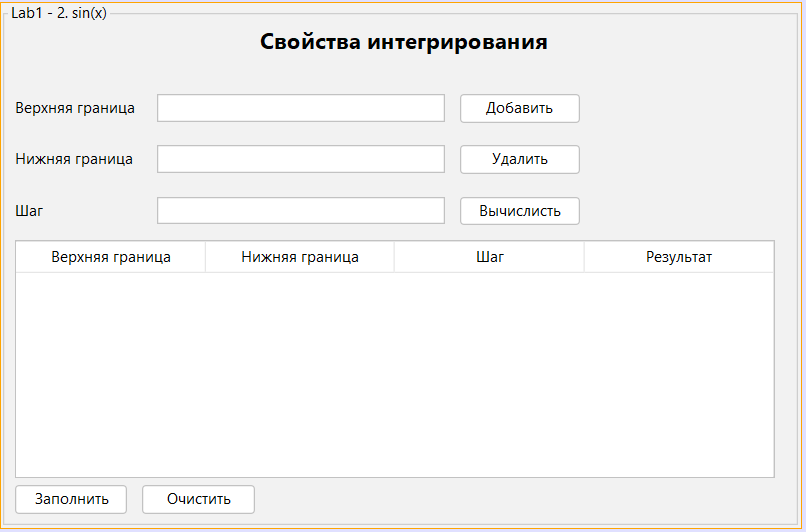 Lab1 - 2. sin(x)
Свойства интегрирования
Верхняя граница
Добавить
Нижняя граница
Удалить
Шаг
Вычислисть
Верхняя граница Нижняя граница Шаг Результат
Заполнить Очистить